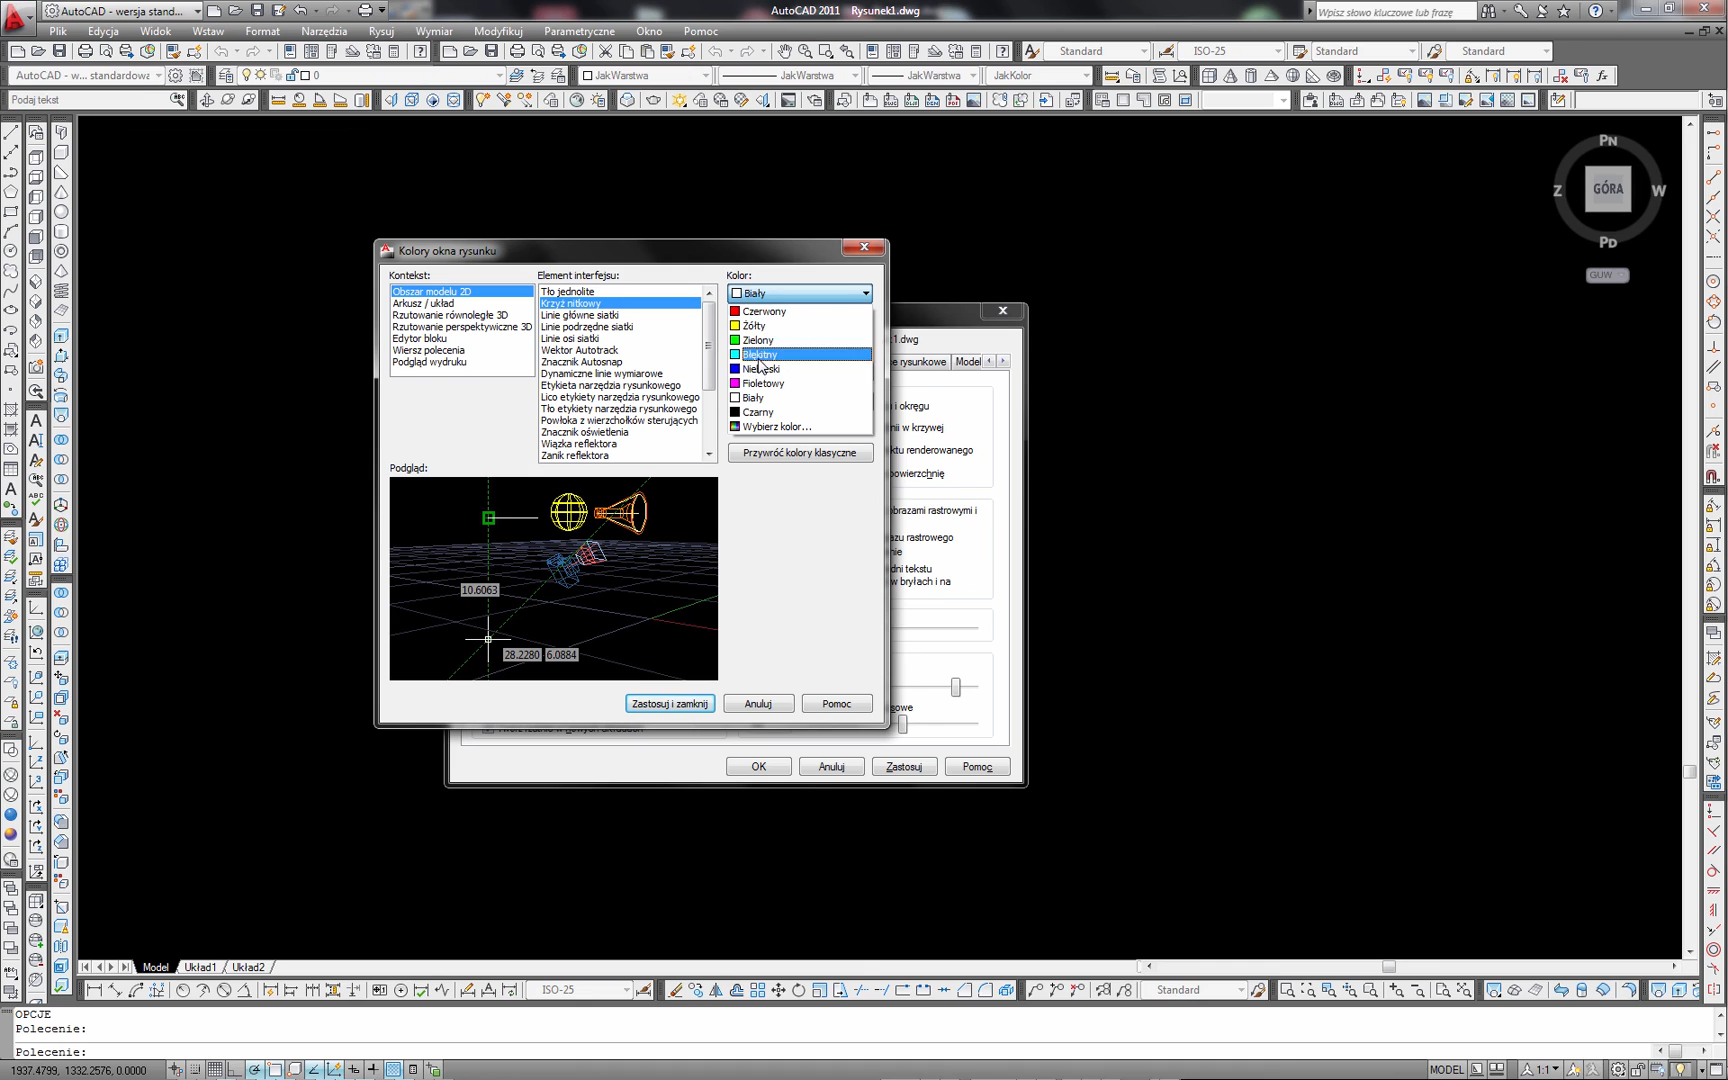 AutoCAD - wersja stand...
AutoCAD 2011 Rysunek1.dwg
Wpisz słowo kluczowe lub frazę
Plik Edycja Widok Wstaw Format Narzędzia Rysuj Wymiar Modyfikuj Parametryczne Okno Pomoc
Standard ISO-25 Standard Standard
AutoCAD - w... standardowa 0 JakWarstwa JakWarstwa JakWarstwa JakKolor
Podaj tekst
PN
Z GÓRA W
PD
GUW
Kolory okna rysunku
Kontekst:
Obszar modelu 2D
Arkusz / układ
Rzutowanie równoległe 3D
Rzutowanie perspektywiczne 3D
Edytor bloku
Wiersz polecenia
Podgląd wydruku
Element interfejsu:
Tło jednolite
Krzyż nitkowy
Linie główne siatki
Linie podrzędne siatki
Linie osi siatki
Wektor Autotrack
Znacznik Autosnap
Dynamiczne linie wymiarowe
Etykieta narzędzia rysunkowego
Lico etykiety narzędzia rysunkowego
Tło etykiety narzędzia rysunkowego
Powłoka z wierzchołków sterujących
Znacznik oświetlenia
Wiązka reflektora
Zanik reflektora
Kolor:
Biały
Czerwony
Żółty
Zielony
Błękitny
Fioletowy
Biały
Czarny
Wybierz kolor...
Przywróć kolory klasyczne
Podgląd:
10.6063
28.2280 6.0884
Zastosuj i zamknij Anuluj Pomoc
1.dwg
e rysunkowe Model
i okręgu
nii w krzywej
ktu renderowanego
powierzchnię
brazami rastrowymi i
azu rastrowego
nie
dni tekstu
w bryłach i na
sowe
OK Anuluj Zastosuj Pomoc
Model Układ1 Układ2
ISO-25 Standard
OPCJE
Polecenie:
Polecenie:
1937.4799, 1332.2576, 0.0000
MODEL 1:1